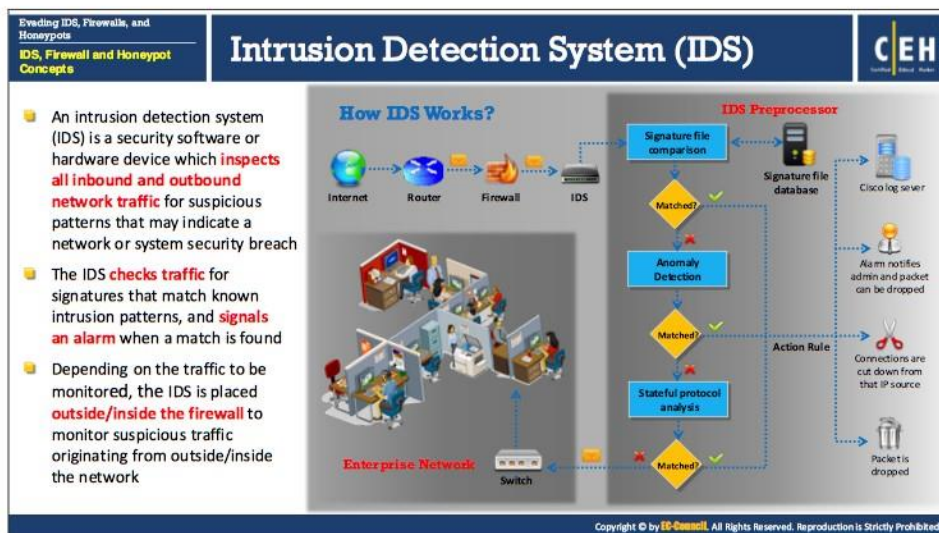 Evading IDS, Firewalls, and
Honeypots
IDS, Firewall and Honeypot
Concepts
Intrusion Detection System (IDS)
C|EH
Certified Ethical Hacker
An intrusion detection system
(IDS) is a security software or
hardware device which inspects
all inbound and outbound
network traffic for suspicious
patterns that may indicate a
network or system security breach
The IDS checks traffic for
signatures that match known
intrusion patterns, and signals
an alarm when a match is found
Depending on the traffic to be
monitored, the IDS is placed
outside/inside the firewall to
monitor suspicious traffic
originating from outside/inside
the network
How IDS Works?
Internet
Router
Firewall
IDS
Enterprise Network
Switch
IDS Preprocessor
Signature file
comparison
Signature file
database
Matched?
Anomaly
Detection
Matched?
Stateful protocol
analysis
Matched?
Action Rule
Cisco log sever
Alarm notifies
admin and packet
can be dropped
Connections are
cut down from
that IP source
Packet is
dropped
Copyright © by EC-Council. All Rights Reserved. Reproduction is Strictly Prohibited